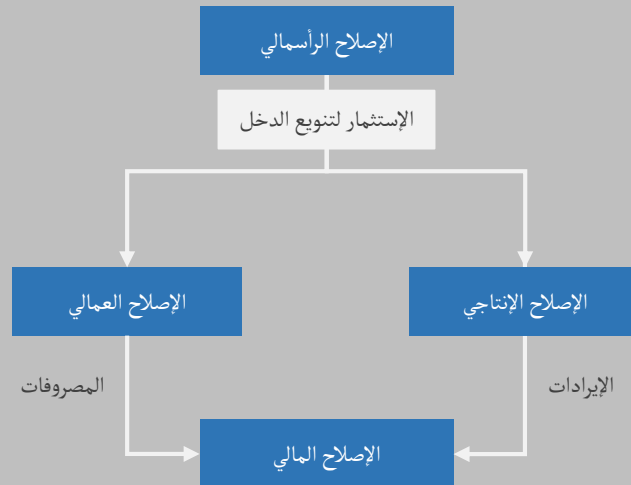 الإصلاح الرأسمالي
الإستثمار لتنويع الدخل
الإصلاح الإنتاجي
الإصلاح العمالي
الإيرادات
المصروفات
الإصلاح المالي